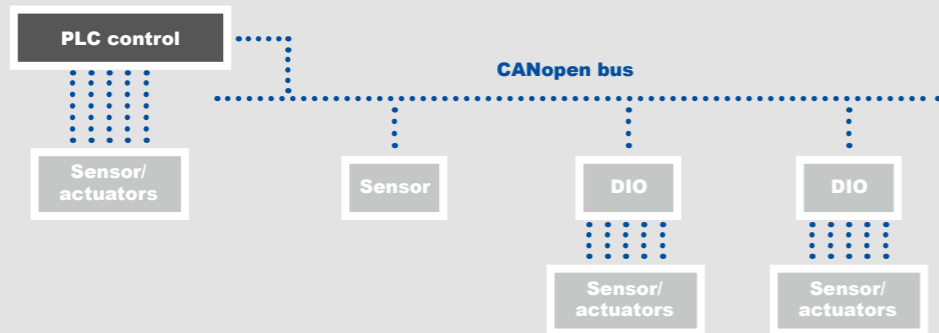 PLC control
CANopen bus
Sensor/
actuators
Sensor
DIO
DIO
Sensor/
actuators
Sensor/
actuators